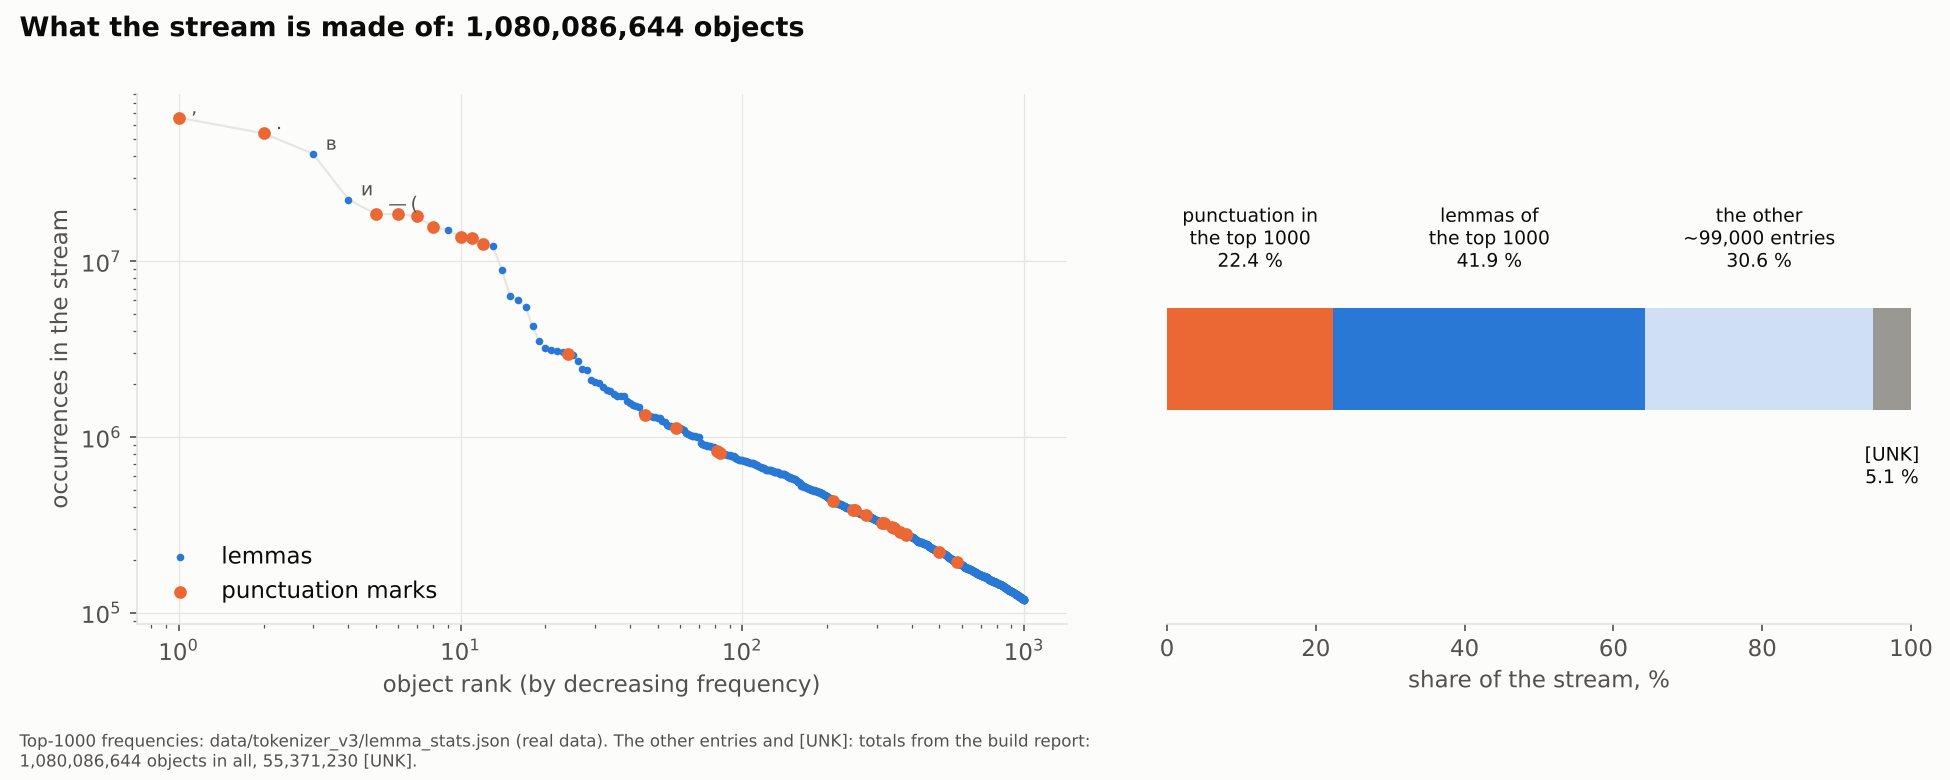 What the stream is made of: 1,080,086,644 objects
,
.
в
и
—
(
10⁷
10⁶
10⁵
occurrences in the stream
lemmas
punctuation marks
10⁰
10¹
10²
10³
object rank (by decreasing frequency)
punctuation in
the top 1000
22.4 %
lemmas of
the top 1000
41.9 %
the other
~99,000 entries
30.6 %
[UNK]
5.1 %
0
20
40
60
80
100
share of the stream, %
Top-1000 frequencies: data/tokenizer_v3/lemma_stats.json (real data). The other entries and [UNK]: totals from the build report:
1,080,086,644 objects in all, 55,371,230 [UNK].